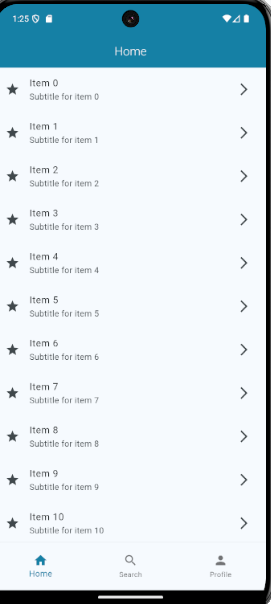 1:25
Home
Item 0
Subtitle for item 0
Item 1
Subtitle for item 1
Item 2
Subtitle for item 2
Item 3
Subtitle for item 3
Item 4
Subtitle for item 4
Item 5
Subtitle for item 5
Item 6
Subtitle for item 6
Item 7
Subtitle for item 7
Item 8
Subtitle for item 8
Item 9
Subtitle for item 9
Item 10
Subtitle for item 10
Home Search Profile